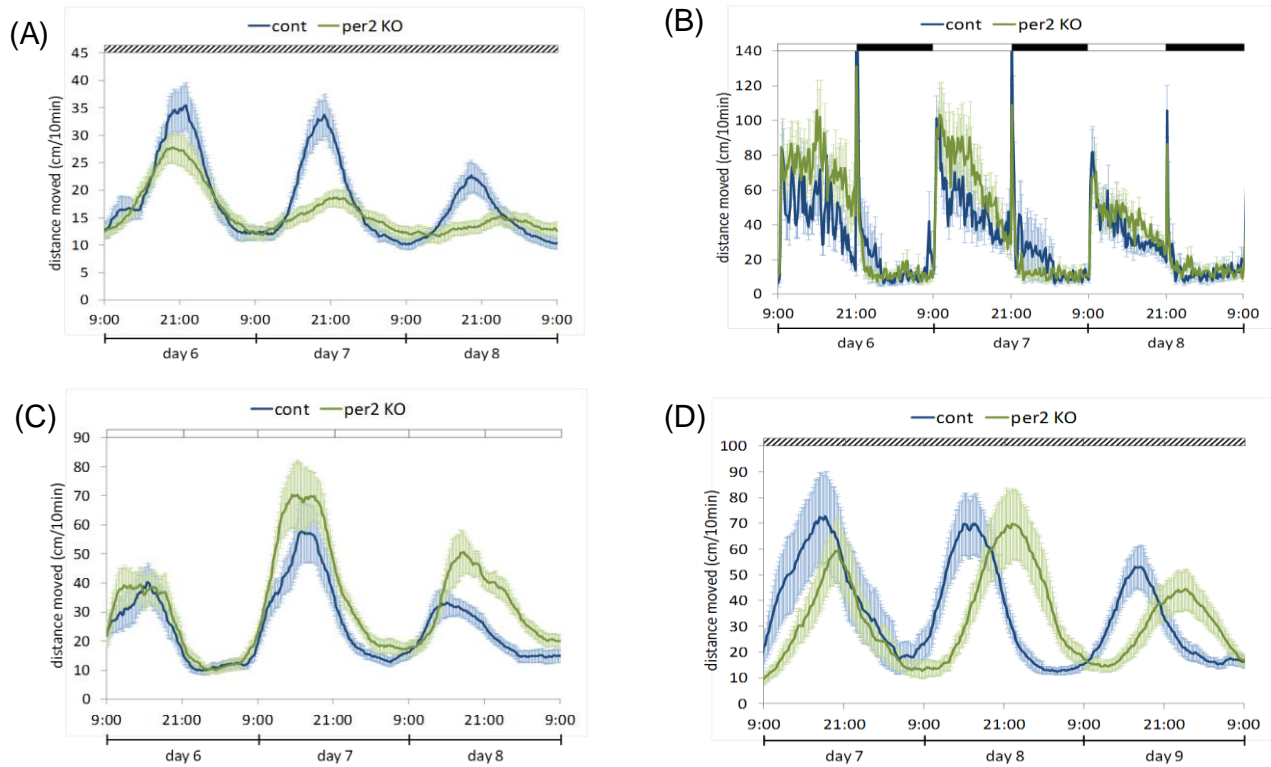 (A)
cont per2 KO
distance moved (cm/10min)
45
40
35
30
25
20
15
10
5
0
9:00 21:00 9:00 21:00 9:00 21:00 9:00
day 6 day 7 day 8
(B)
cont per2 KO
distance moved (cm/10min)
140
120
100
80
60
40
20
0
9:00 21:00 9:00 21:00 9:00 21:00 9:00
day 6 day 7 day 8
(C)
cont per2 KO
distance moved (cm/10min)
90
80
70
60
50
40
30
20
10
0
9:00 21:00 9:00 21:00 9:00 21:00 9:00
day 6 day 7 day 8
(D)
cont per2 KO
distance moved (cm/10min)
100
90
80
70
60
50
40
30
20
10
0
9:00 21:00 9:00 21:00 9:00 21:00 9:00
day 7 day 8 day 9